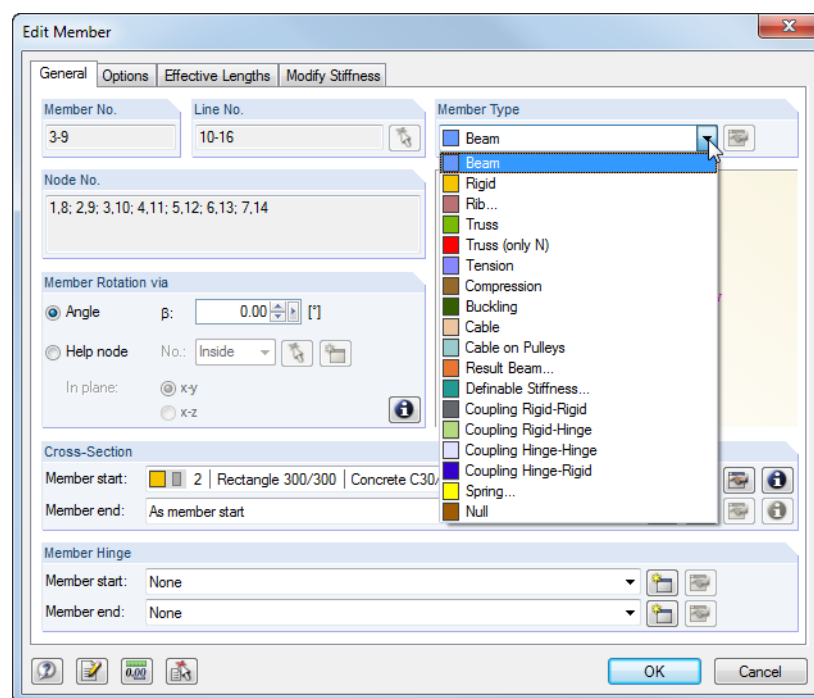 Edit Member
General Options Effective Lengths Modify Stiffness
Member No. Line No. Member Type
3-9 10-16 Beam
Node No.
1,8; 2,9; 3,10; 4,11; 5,12; 6,13; 7,14
Beam
Rigid
Rib...
Truss
Truss (only N)
Tension
Compression
Buckling
Cable
Cable on Pulleys
Result Beam...
Definable Stiffness...
Coupling Rigid-Rigid
Coupling Rigid-Hinge
Coupling Hinge-Hinge
Coupling Hinge-Rigid
Spring...
Null
Member Rotation via
Angle β: 0.00 [°]
Help node No.: Inside
In plane: x-y
x-z
Cross-Section
Member start: 2 Rectangle 300/300 Concrete C30/
Member end: As member start
Member Hinge
Member start: None
Member end: None
0.00 OK Cancel